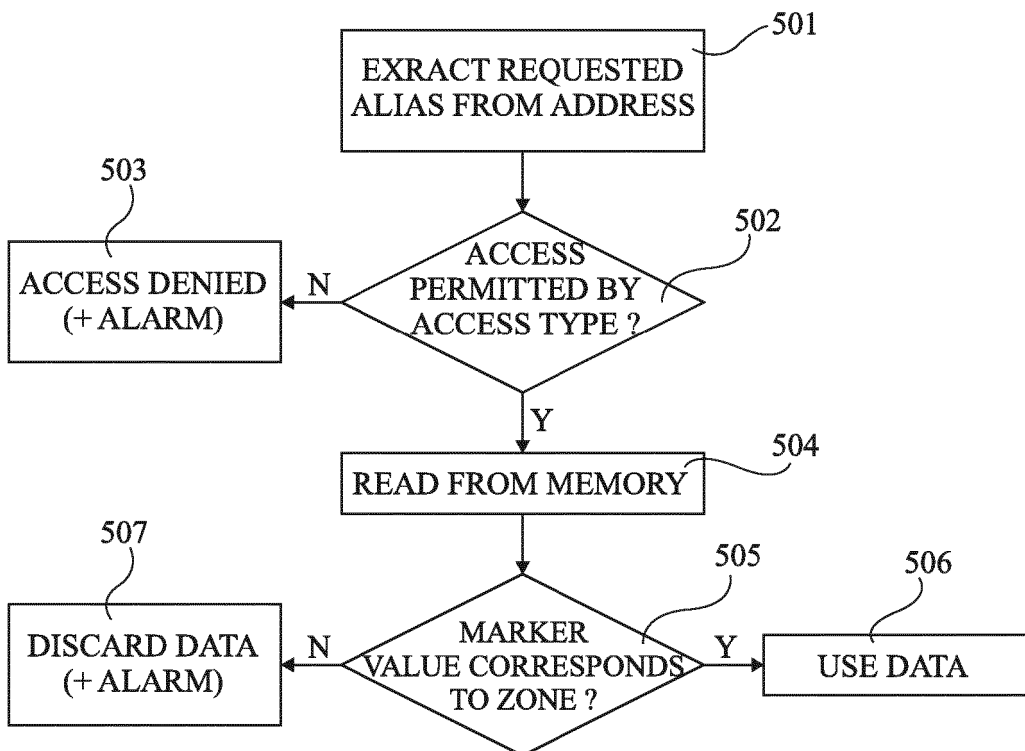 501
EXRACT REQUESTED
ALIAS FROM ADDRESS
503
502
ACCESS DENIED
(+ ALARM)
N
ACCESS
PERMITTED BY
ACCESS TYPE ?
Y
504
READ FROM MEMORY
507
505
506
DISCARD DATA
(+ ALARM)
N
MARKER
VALUE CORRESPONDS
TO ZONE ?
Y
USE DATA